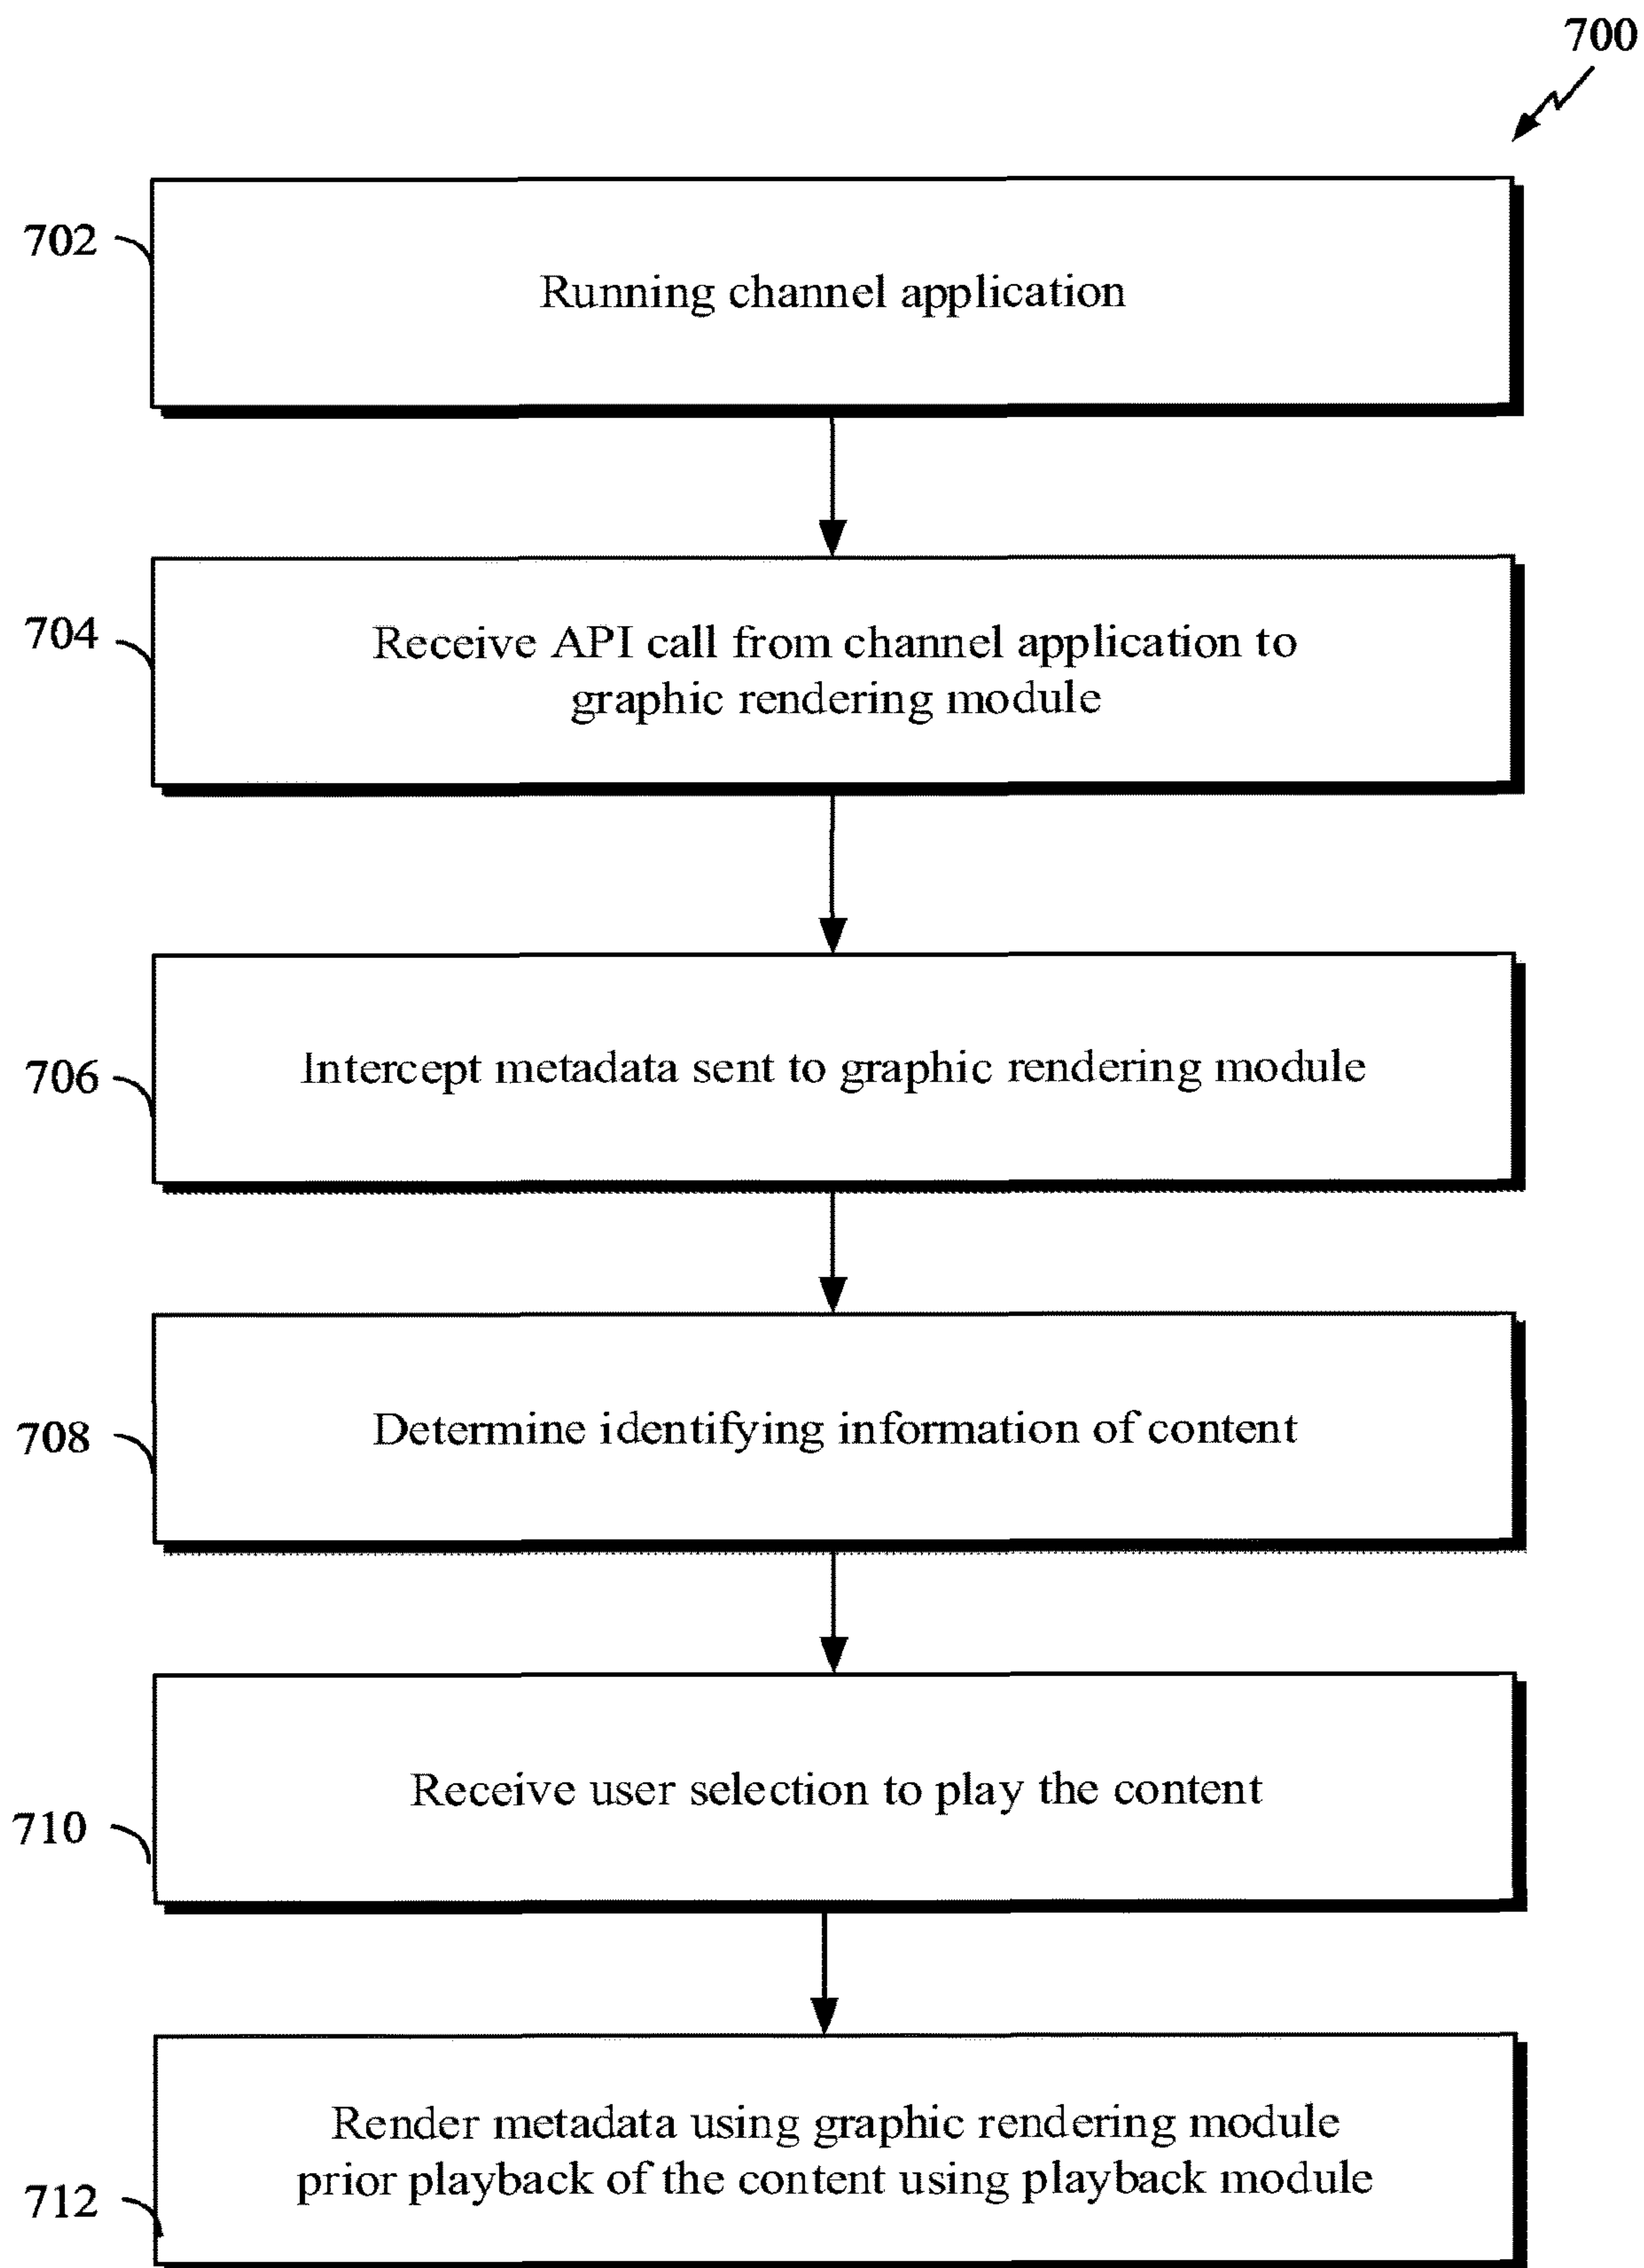 700
702
Running channel application
704
Receive API call from channel application to
graphic rendering module
706
Intercept metadata sent to graphic rendering module
708
Determine identifying information of content
710
Receive user selection to play the content
712
Render metadata using graphic rendering module
prior playback of the content using playback module